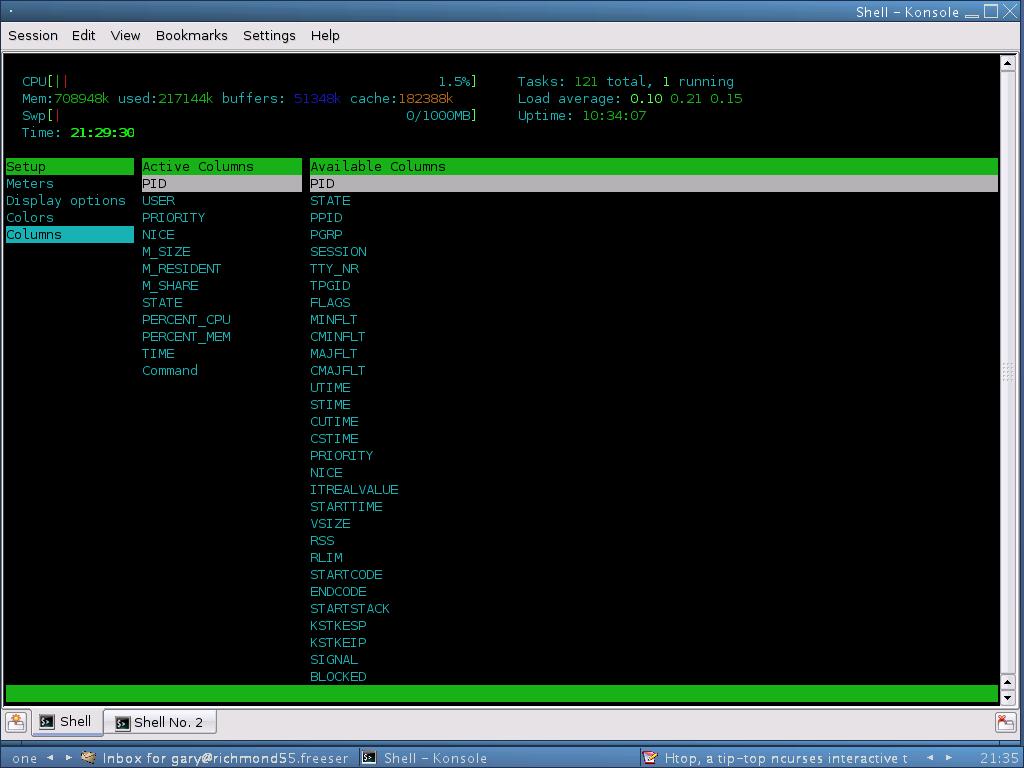 Shell - Konsole
Session Edit View Bookmarks Settings Help
CPU[|| 1.5%] Tasks: 121 total, 1 running
Mem:708948k used:217144k buffers: 51348k cache:182388k Load average: 0.10 0.21 0.15
Swp[| 0/1000MB] Uptime: 10:34:07
Time: 21:29:30
Setup Active Columns Available Columns
Meters PID PID
Display options USER STATE
Colors PRIORITY PPID
Columns NICE PGRP
M_SIZE SESSION
M_RESIDENT TTY_NR
M_SHARE TPGID
STATE FLAGS
PERCENT_CPU MINFLT
PERCENT_MEM CMINFLT
TIME MAJFLT
Command CMAJFLT
UTIME
STIME
CUTIME
CSTIME
PRIORITY
NICE
ITREALVALUE
STARTTIME
VSIZE
RSS
RLIM
STARTCODE
ENDCODE
STARTSTACK
KSTKESP
KSTKEIP
SIGNAL
BLOCKED
Shell Shell No. 2
one Inbox for gary@richmond55.freeser Shell - Konsole Htop, a tip-top ncurses interactive t 21:35